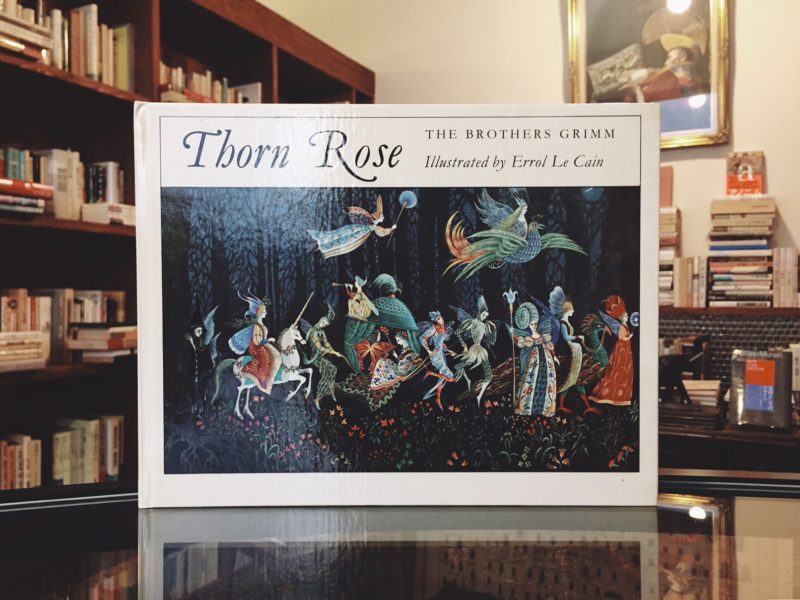 Thorn Rose
THE BROTHERS GRIMM
Illustrated by Errol Le Cain
a